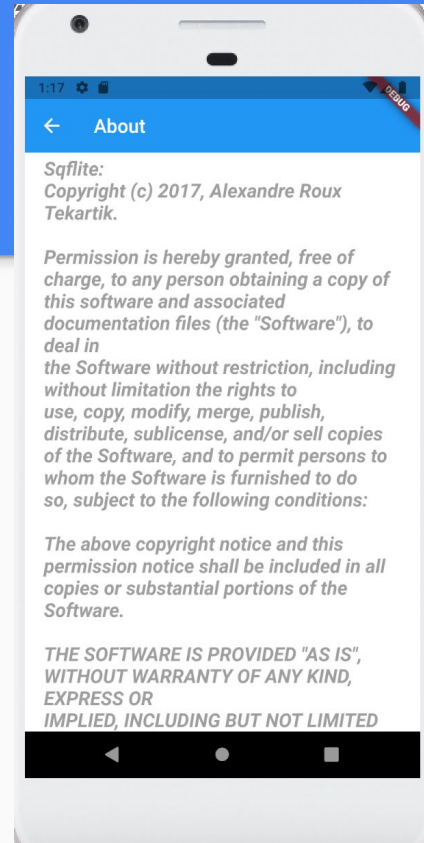 1:17
DEBUG
About
Sqflite:
Copyright (c) 2017, Alexandre Roux
Tekartik.
Permission is hereby granted, free of
charge, to any person obtaining a copy of
this software and associated
documentation files (the "Software"), to
deal in
the Software without restriction, including
without limitation the rights to
use, copy, modify, merge, publish,
distribute, sublicense, and/or sell copies
of the Software, and to permit persons to
whom the Software is furnished to do
so, subject to the following conditions:
The above copyright notice and this
permission notice shall be included in all
copies or substantial portions of the
Software.
THE SOFTWARE IS PROVIDED "AS IS",
WITHOUT WARRANTY OF ANY KIND,
EXPRESS OR
IMPLIED, INCLUDING BUT NOT LIMITED